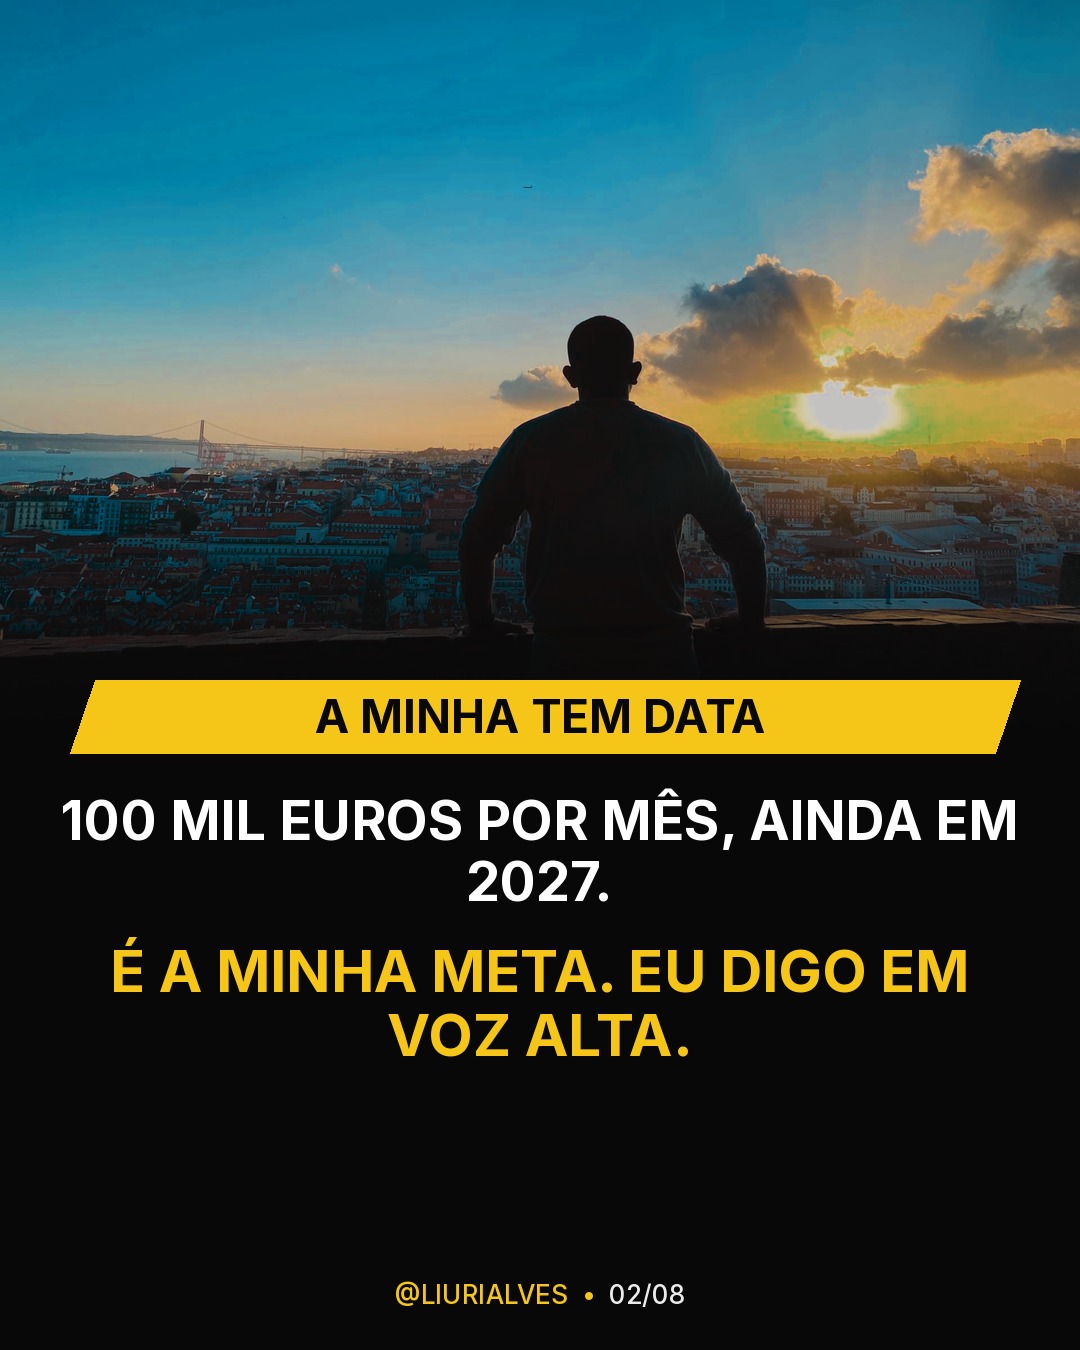 A MINHA TEM DATA
100 MIL EUROS POR MÊS, AINDA EM
2027.
É A MINHA META. EU DIGO EM
VOZ ALTA.
@LIURIALVES • 02/08